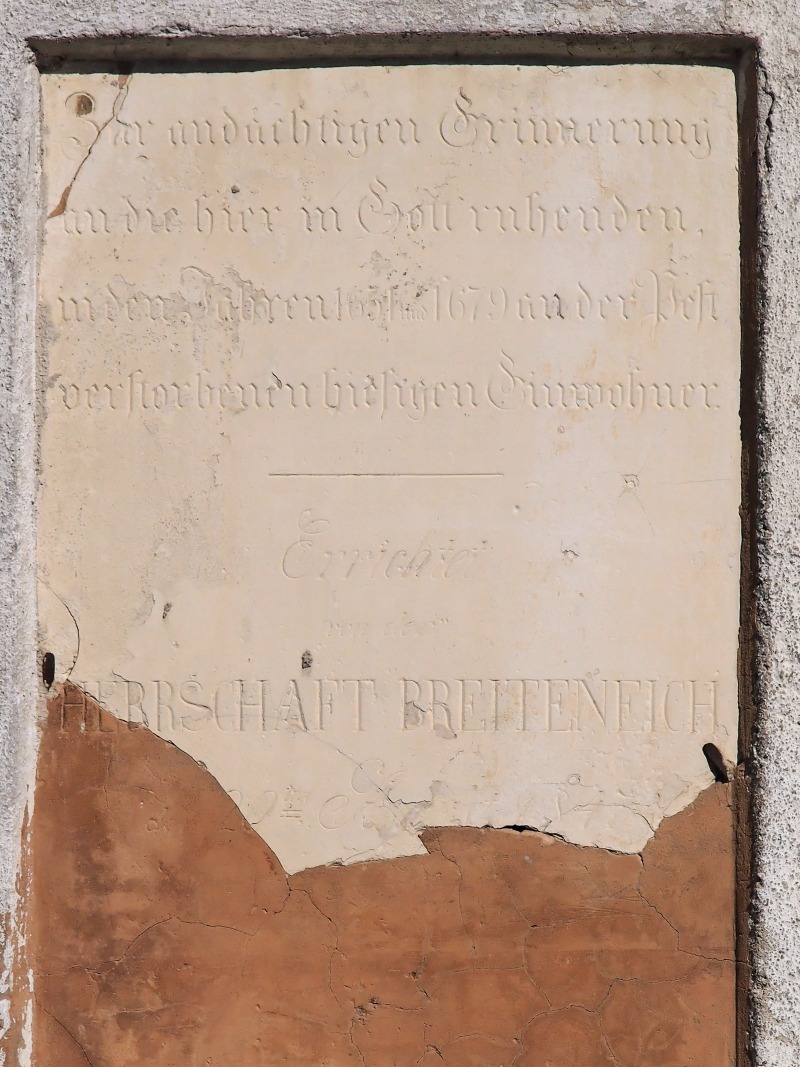 Zur andächtigen Erinnerung
an die hier in Gott ruhenden,
in den Jahren und 1679 an der Pest
verstorbenen hiesigen Einwohner.
Errichtet
von der
HERRSCHAFT BREITENEICH